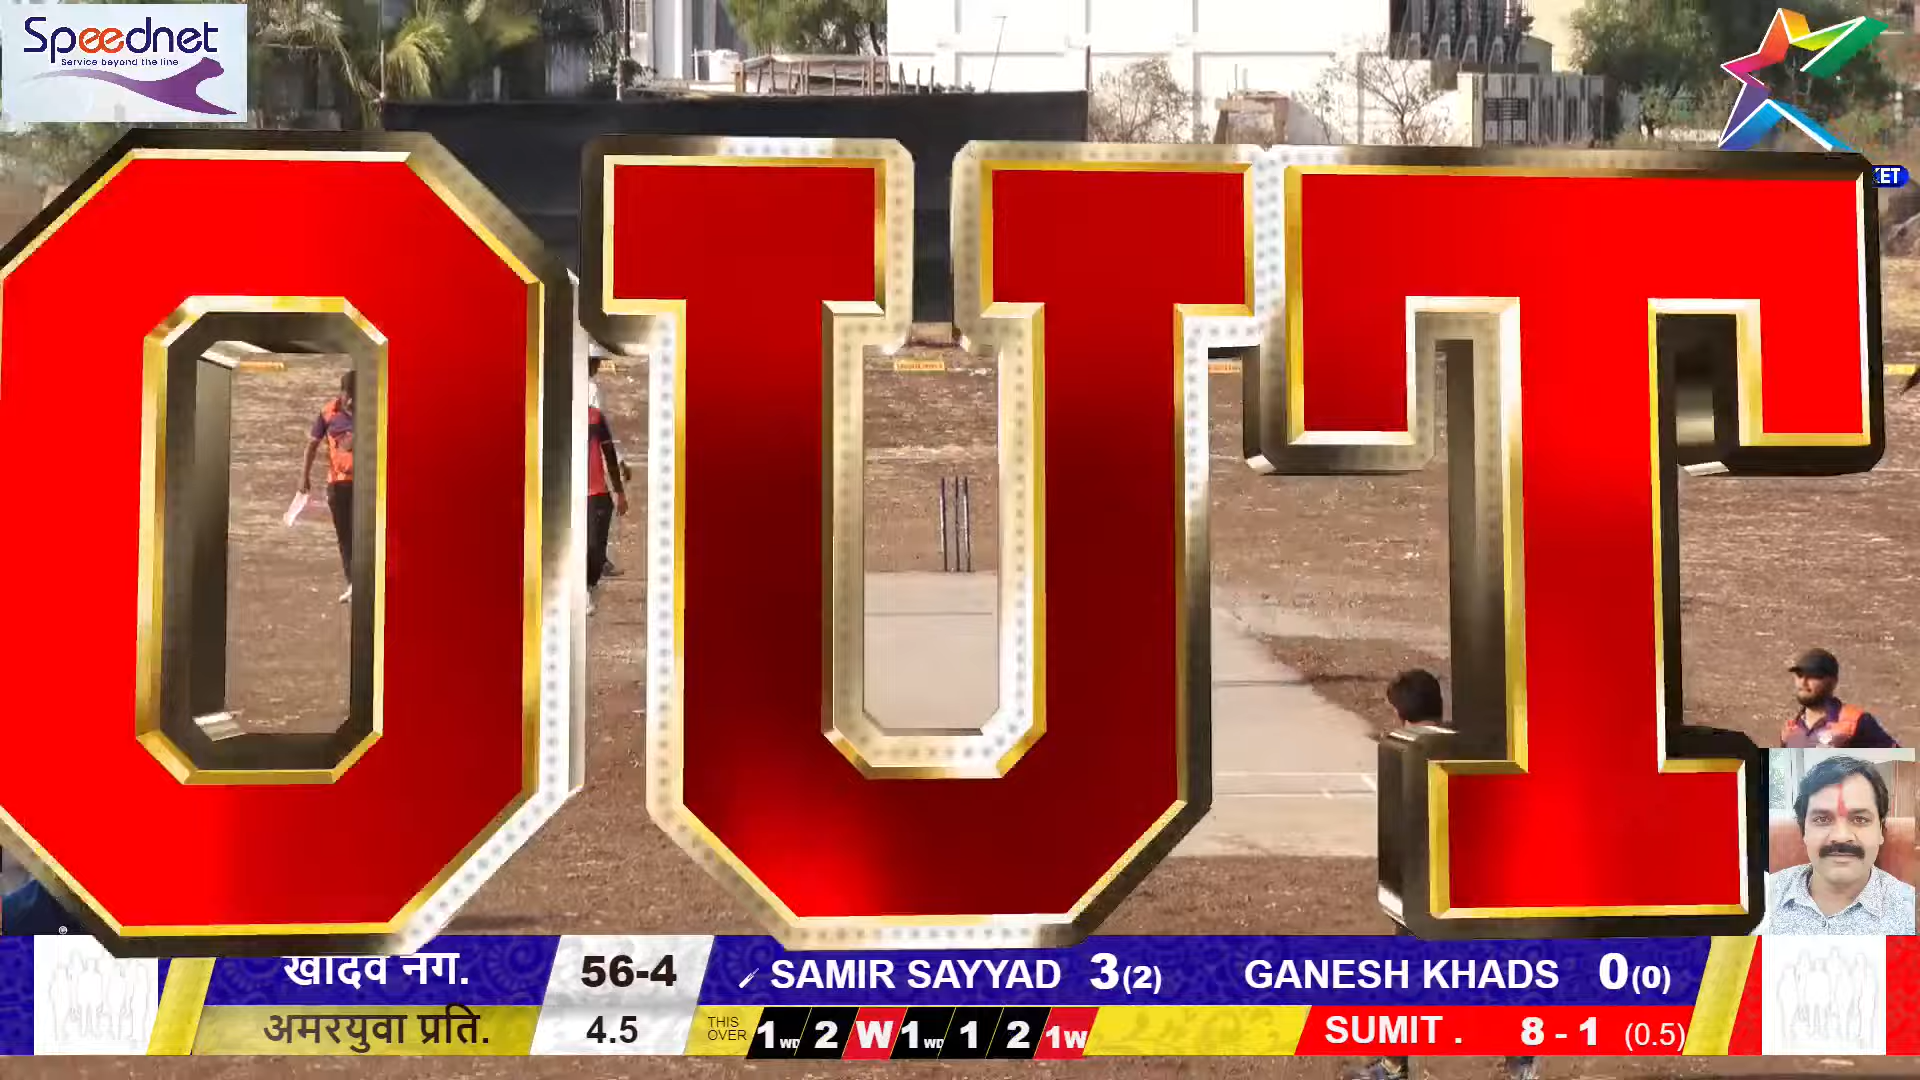 Speednet
Service beyond the line
KET
OUT
खादव नग. 56-4 SAMIR SAYYAD 3(2) GANESH KHADS 0(0)
अमरयुवा प्रति. 4.5 THIS OVER 1WD 2 W 1WD 1 2 1W SUMIT . 8 - 1 (0.5)